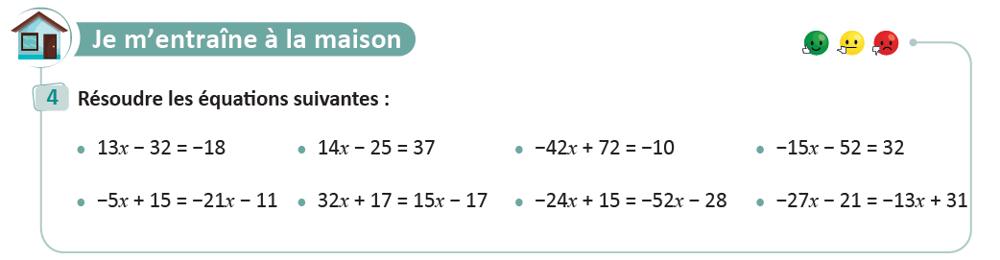 Je m’entraîne à la maison
4 Résoudre les équations suivantes :
• 13x − 32 = −18 • 14x − 25 = 37 • −42x + 72 = −10 • −15x − 52 = 32
• −5x + 15 = −21x − 11 • 32x + 17 = 15x − 17 • −24x + 15 = −52x − 28 • −27x − 21 = −13x + 31